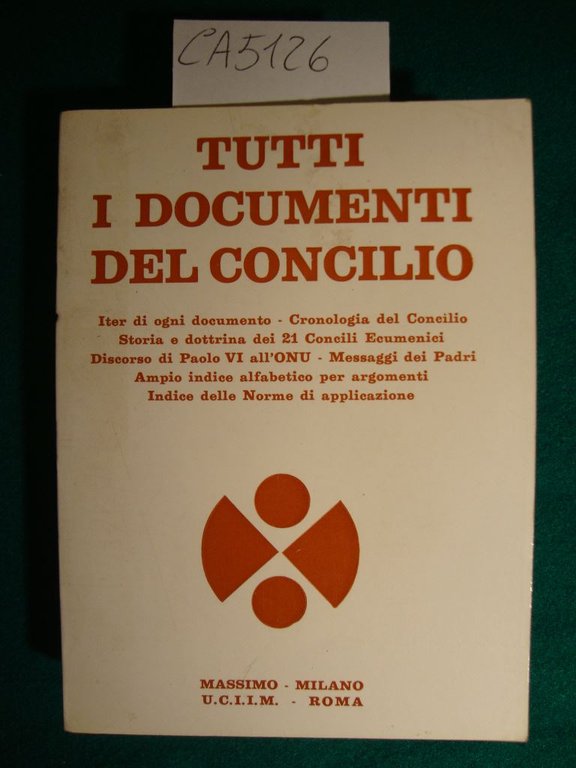 CA5126
TUTTI
I DOCUMENTI
DEL CONCILIO
Iter di ogni documento - Cronologia del Concilio
Storia e dottrina dei 21 Concili Ecumenici
Discorso di Paolo VI all'ONU - Messaggi dei Padri
Ampio indice alfabetico per argomenti
Indice delle Norme di applicazione
MASSIMO - MILANO
U.C.I.I.M. - ROMA